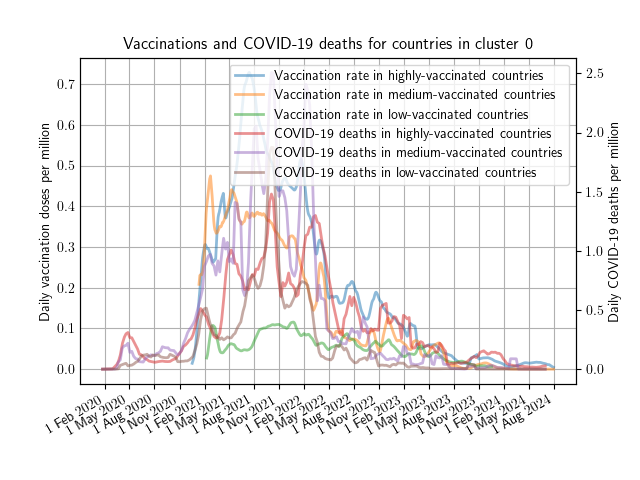 Vaccinations and COVID-19 deaths for countries in cluster 0
Vaccination rate in highly-vaccinated countries
Vaccination rate in medium-vaccinated countries
Vaccination rate in low-vaccinated countries
COVID-19 deaths in highly-vaccinated countries
COVID-19 deaths in medium-vaccinated countries
COVID-19 deaths in low-vaccinated countries
Daily vaccination doses per million
0.7
0.6
0.5
0.4
0.3
0.2
0.1
0.0
2.5
2.0
1.5
1.0
0.5
0.0
Daily COVID-19 deaths per million
1 Feb 2020
1 May 2020
1 Aug 2020
1 Nov 2020
1 Feb 2021
1 May 2021
1 Aug 2021
1 Nov 2021
1 Feb 2022
1 May 2022
1 Aug 2022
1 Nov 2022
1 Feb 2023
1 May 2023
1 Aug 2023
1 Nov 2023
1 Feb 2024
1 May 2024
1 Aug 2024